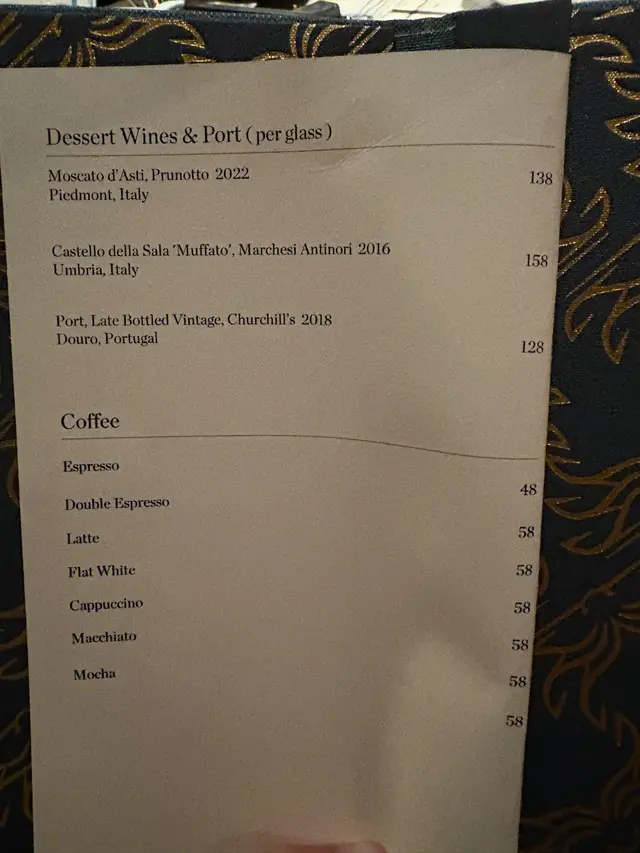 Dessert Wines & Port ( per glass )
Moscato d'Asti, Prunotto 2022 138
Piedmont, Italy
Castello della Sala 'Muffato', Marchesi Antinori 2016 158
Umbria, Italy
Port, Late Bottled Vintage, Churchill's 2018 128
Douro, Portugal
Coffee
Espresso 48
Double Espresso 58
Latte 58
Flat White 58
Cappuccino 58
Macchiato 58
Mocha 58